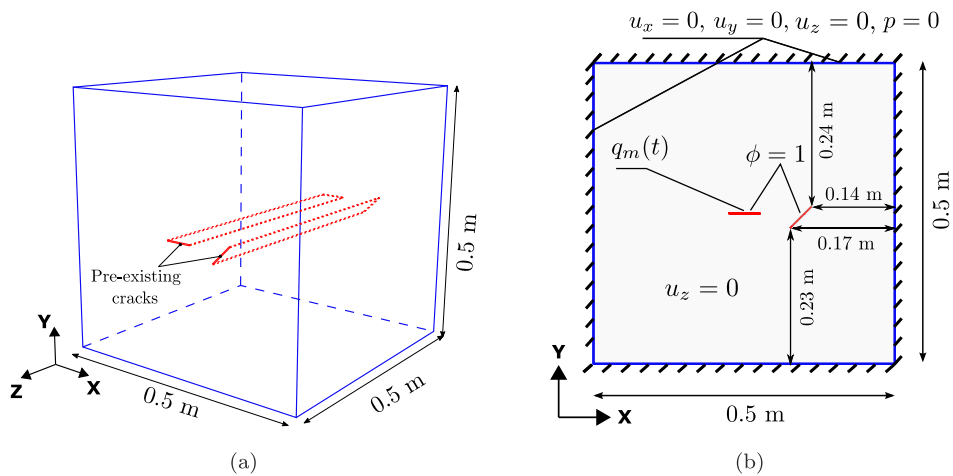 Pre-existing
cracks
0.5 m
0.5 m
0.5 m
Y
Z
X
(a)
u_x = 0, u_y = 0, u_z = 0, p = 0
q_m(t)
ϕ = 1
0.24 m
0.14 m
0.17 m
0.23 m
u_z = 0
0.5 m
0.5 m
Y
X
(b)